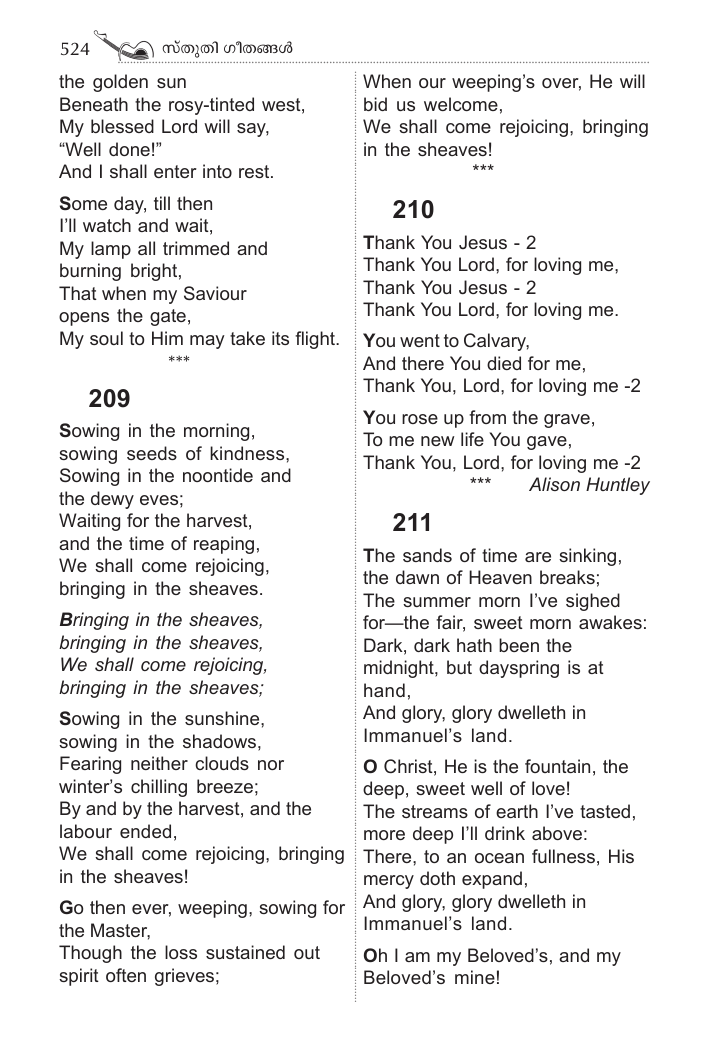 524 സ്തുതി ഗീതങ്ങൾ
the golden sun
Beneath the rosy-tinted west,
My blessed Lord will say,
“Well done!”
And I shall enter into rest.
Some day, till then
I’ll watch and wait,
My lamp all trimmed and
burning bright,
That when my Saviour
opens the gate,
My soul to Him may take its flight.
***
209
Sowing in the morning,
sowing seeds of kindness,
Sowing in the noontide and
the dewy eves;
Waiting for the harvest,
and the time of reaping,
We shall come rejoicing,
bringing in the sheaves.
Bringing in the sheaves,
bringing in the sheaves,
We shall come rejoicing,
bringing in the sheaves;
Sowing in the sunshine,
sowing in the shadows,
Fearing neither clouds nor
winter’s chilling breeze;
By and by the harvest, and the
labour ended,
We shall come rejoicing, bringing
in the sheaves!
Go then ever, weeping, sowing for
the Master,
Though the loss sustained out
spirit often grieves;
When our weeping’s over, He will
bid us welcome,
We shall come rejoicing, bringing
in the sheaves!
***
210
Thank You Jesus - 2
Thank You Lord, for loving me,
Thank You Jesus - 2
Thank You Lord, for loving me.
You went to Calvary,
And there You died for me,
Thank You, Lord, for loving me -2
You rose up from the grave,
To me new life You gave,
Thank You, Lord, for loving me -2
*** Alison Huntley
211
The sands of time are sinking,
the dawn of Heaven breaks;
The summer morn I’ve sighed
for—the fair, sweet morn awakes:
Dark, dark hath been the
midnight, but dayspring is at
hand,
And glory, glory dwelleth in
Immanuel’s land.
O Christ, He is the fountain, the
deep, sweet well of love!
The streams of earth I’ve tasted,
more deep I’ll drink above:
There, to an ocean fullness, His
mercy doth expand,
And glory, glory dwelleth in
Immanuel’s land.
Oh I am my Beloved’s, and my
Beloved’s mine!